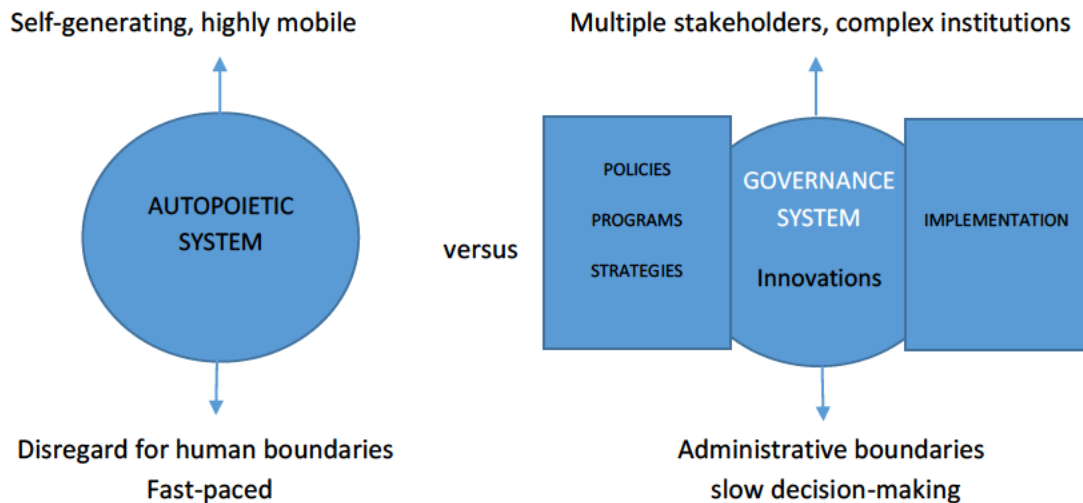 Self-generating, highly mobile
AUTOPOIETIC
SYSTEM
Disregard for human boundaries
Fast-paced
versus
Multiple stakeholders, complex institutions
POLICIES
PROGRAMS
STRATEGIES
GOVERNANCE
SYSTEM
Innovations
IMPLEMENTATION
Administrative boundaries
slow decision-making